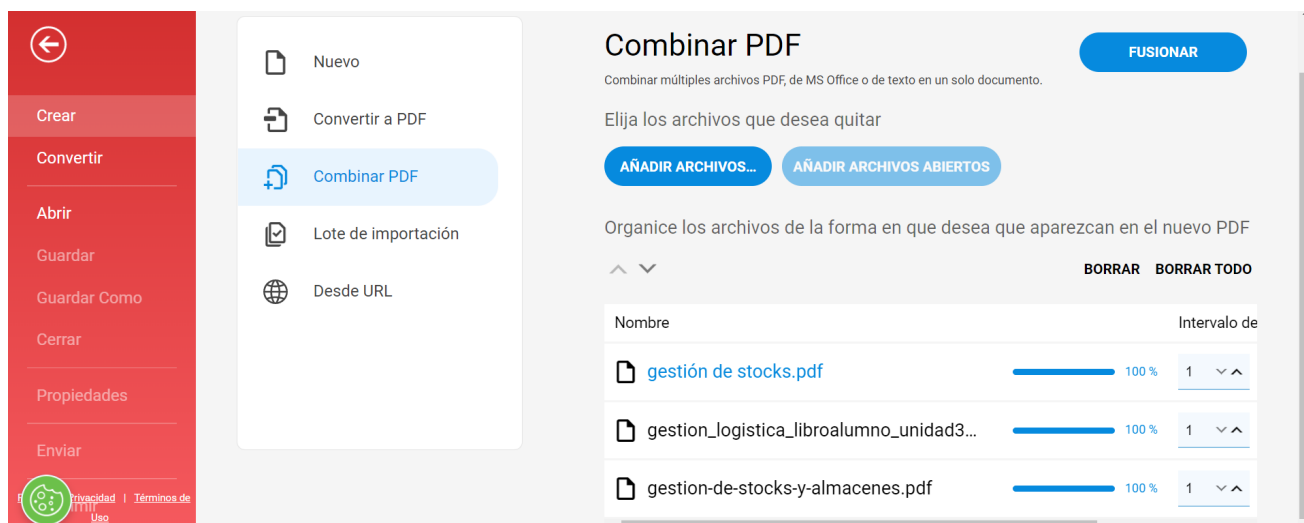 Crear
Convertir
Abrir
Guardar
Guardar Como
Cerrar
Propiedades
Enviar
Privacidad | Términos de
Uso
Nuevo
Convertir a PDF
Combinar PDF
Lote de importación
Desde URL
Combinar PDF
FUSIONAR
Combinar múltiples archivos PDF, de MS Office o de texto en un solo documento.
Elija los archivos que desea quitar
AÑADIR ARCHIVOS... AÑADIR ARCHIVOS ABIERTOS
Organice los archivos de la forma en que desea que aparezcan en el nuevo PDF
BORRAR BORRAR TODO
Nombre Intervalo de
gestión de stocks.pdf 100 % 1
gestion_logistica_libroalumno_unidad3... 100 % 1
gestion-de-stocks-y-almacenes.pdf 100 % 1